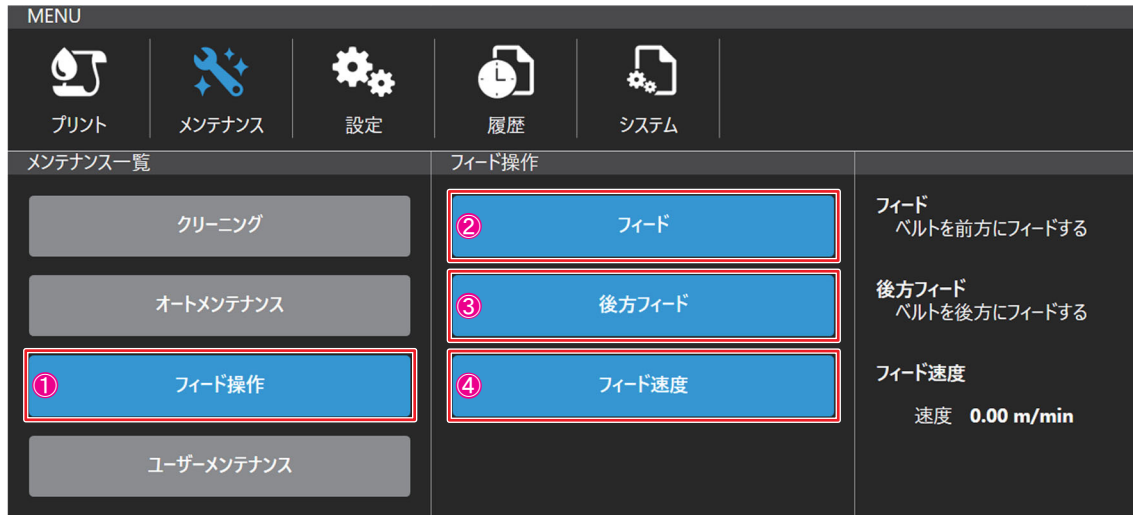 MENU
プリント
メンテナンス
設定
履歴
システム
メンテナンス一覧
フィード操作
クリーニング
オートメンテナンス
① フィード操作
ユーザーメンテナンス
② フィード
③ 後方フィード
④ フィード速度
フィード
ベルトを前方にフィードする
後方フィード
ベルトを後方にフィードする
フィード速度
速度 0.00 m/min